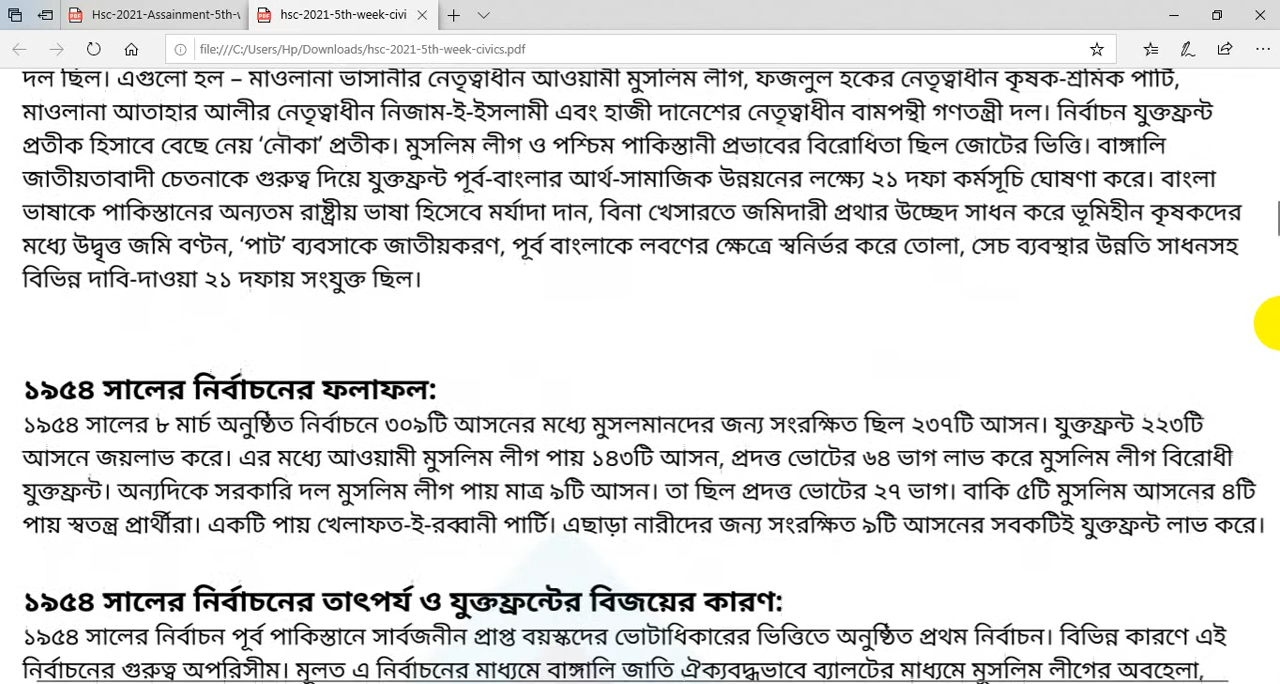 Hsc-2021-Assainment-5th-v
hsc-2021-5th-week-civi
file:///C:/Users/Hp/Downloads/hsc-2021-5th-week-civics.pdf
দল ছিল। এগুলো হল – মাওলানা ভাসানীর নেতৃত্বাধীন আওয়ামী মুসলিম লীগ, ফজলুল হকের নেতৃত্বাধীন কৃষক-শ্রমিক পার্টি,
মাওলানা আতাহার আলীর নেতৃত্বাধীন নিজাম-ই-ইসলামী এবং হাজী দানেশের নেতৃত্বাধীন বামপন্থী গণতন্ত্রী দল। নির্বাচন যুক্তফ্রন্ট
প্রতীক হিসাবে বেছে নেয় ‘নৌকা’ প্রতীক। মুসলিম লীগ ও পশ্চিম পাকিস্তানী প্রভাবের বিরোধিতা ছিল জোটের ভিত্তি। বাঙ্গালি
জাতীয়তাবাদী চেতনাকে গুরুত্ব দিয়ে যুক্তফ্রন্ট পূর্ব-বাংলার আর্থ-সামাজিক উন্নয়নের লক্ষ্যে ২১ দফা কর্মসূচি ঘোষণা করে। বাংলা
ভাষাকে পাকিস্তানের অন্যতম রাষ্ট্রীয় ভাষা হিসেবে মর্যাদা দান, বিনা খেসারতে জমিদারী প্রথার উচ্ছেদ সাধন করে ভূমিহীন কৃষকদের
মধ্যে উদ্বৃত্ত জমি বণ্টন, ‘পাট’ ব্যবসাকে জাতীয়করণ, পূর্ব বাংলাকে লবণের ক্ষেত্রে স্বনির্ভর করে তোলা, সেচ ব্যবস্থার উন্নতি সাধনসহ
বিভিন্ন দাবি-দাওয়া ২১ দফায় সংযুক্ত ছিল।
১৯৫৪ সালের নির্বাচনের ফলাফল:
১৯৫৪ সালের ৮ মার্চ অনুষ্ঠিত নির্বাচনে ৩০৯টি আসনের মধ্যে মুসলমানদের জন্য সংরক্ষিত ছিল ২৩৭টি আসন। যুক্তফ্রন্ট ২২৩টি
আসনে জয়লাভ করে। এর মধ্যে আওয়ামী মুসলিম লীগ পায় ১৪৩টি আসন, প্রদত্ত ভোটের ৬৪ ভাগ লাভ করে মুসলিম লীগ বিরোধী
যুক্তফ্রন্ট। অন্যদিকে সরকারি দল মুসলিম লীগ পায় মাত্র ৯টি আসন। তা ছিল প্রদত্ত ভোটের ২৭ ভাগ। বাকি ৫টি মুসলিম আসনের ৪টি
পায় স্বতন্ত্র প্রার্থীরা। একটি পায় খেলাফত-ই-রব্বানী পার্টি। এছাড়া নারীদের জন্য সংরক্ষিত ৯টি আসনের সবকটিই যুক্তফ্রন্ট লাভ করে।
১৯৫৪ সালের নির্বাচনের তাৎপর্য ও যুক্তফ্রন্টের বিজয়ের কারণ:
১৯৫৪ সালের নির্বাচন পূর্ব পাকিস্তানে সার্বজনীন প্রাপ্ত বয়স্কদের ভোটাধিকারের ভিত্তিতে অনুষ্ঠিত প্রথম নির্বাচন। বিভিন্ন কারণে এই
নির্বাচনের গুরুত্ব অপরিসীম। মূলত এ নির্বাচনের মাধ্যমে বাঙ্গালি জাতি ঐক্যবদ্ধভাবে ব্যালটের মাধ্যমে মুসলিম লীগের অবহেলা,